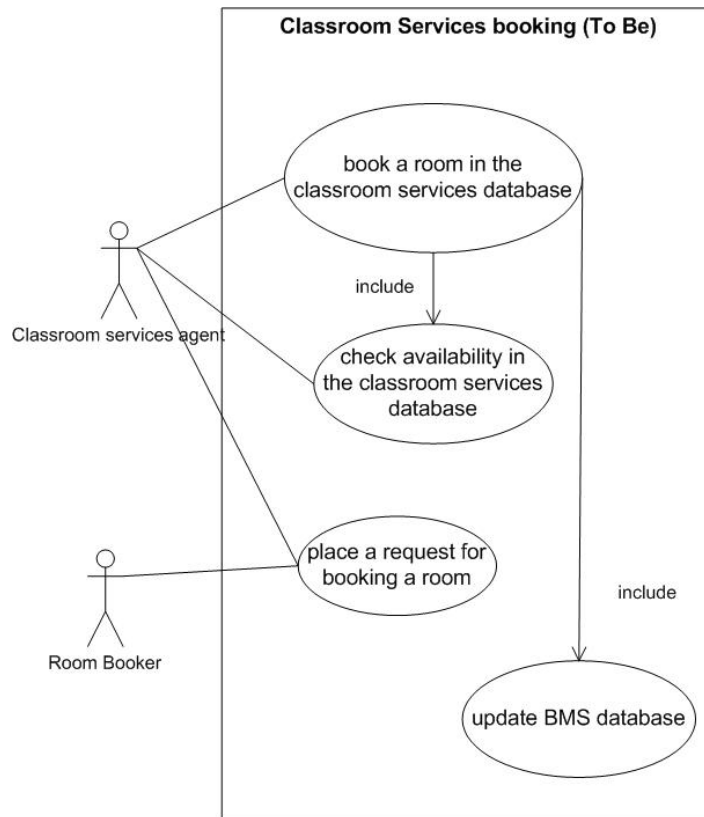 Classroom Services booking (To Be)
book a room in the
classroom services database
include
Classroom services agent
check availability in
the classroom services
database
place a request for
booking a room
include
Room Booker
update BMS database